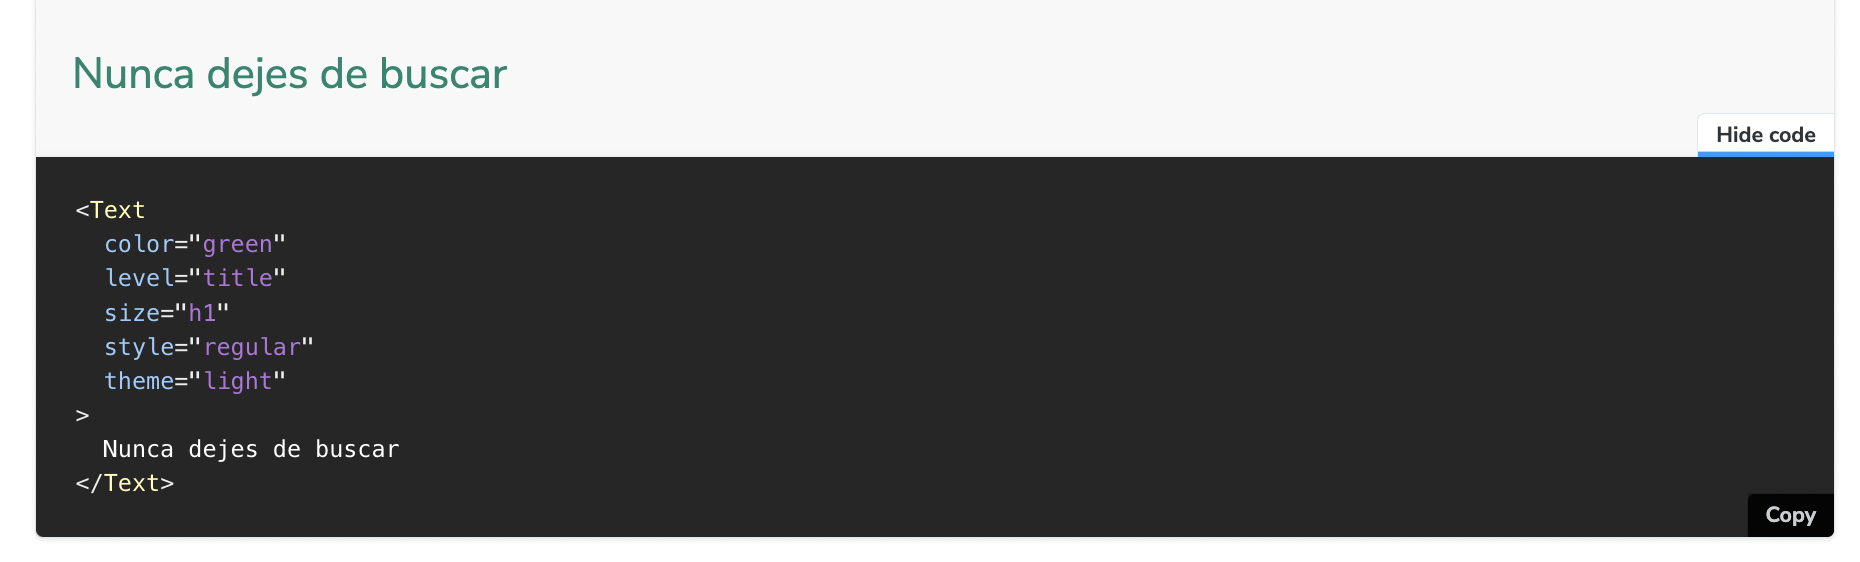 Nunca dejes de buscar
Hide code
<Text
  color="green"
  level="title"
  size="h1"
  style="regular"
  theme="light"
>
  Nunca dejes de buscar
</Text>
Copy